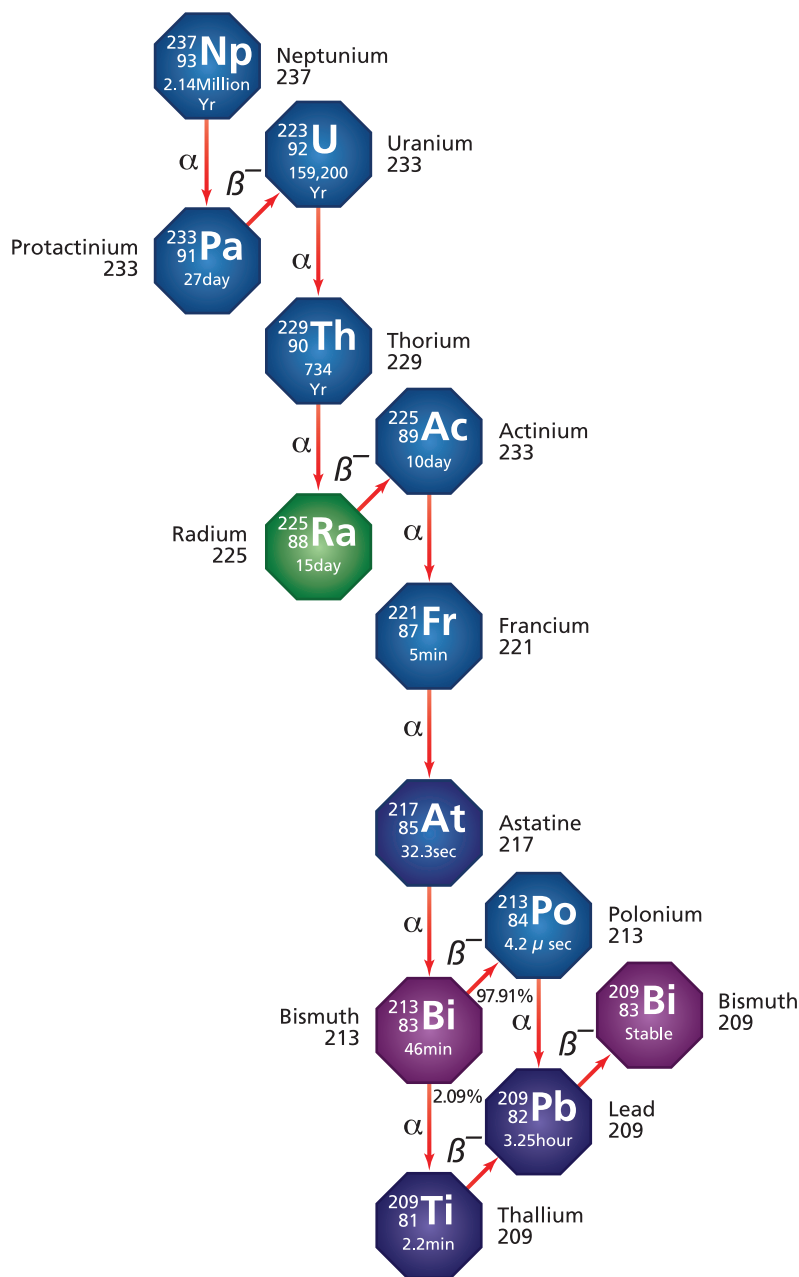 237
93
Np
2.14Million
Yr
Neptunium
237
α
β−
223
92
U
159,200
Yr
Uranium
233
Protactinium
233
233
91
Pa
27day
α
229
90
Th
734
Yr
Thorium
229
α
β−
225
89
Ac
10day
Actinium
233
Radium
225
225
88
Ra
15day
α
221
87
Fr
5min
Francium
221
α
217
85
At
32.3sec
Astatine
217
α
β−
213
84
Po
4.2 μ sec
Polonium
213
Bismuth
213
213
83
Bi
46min
97.91%
α
β−
209
83
Bi
Stable
Bismuth
209
2.09%
α
β−
209
82
Pb
3.25hour
Lead
209
209
81
Ti
2.2min
Thallium
209